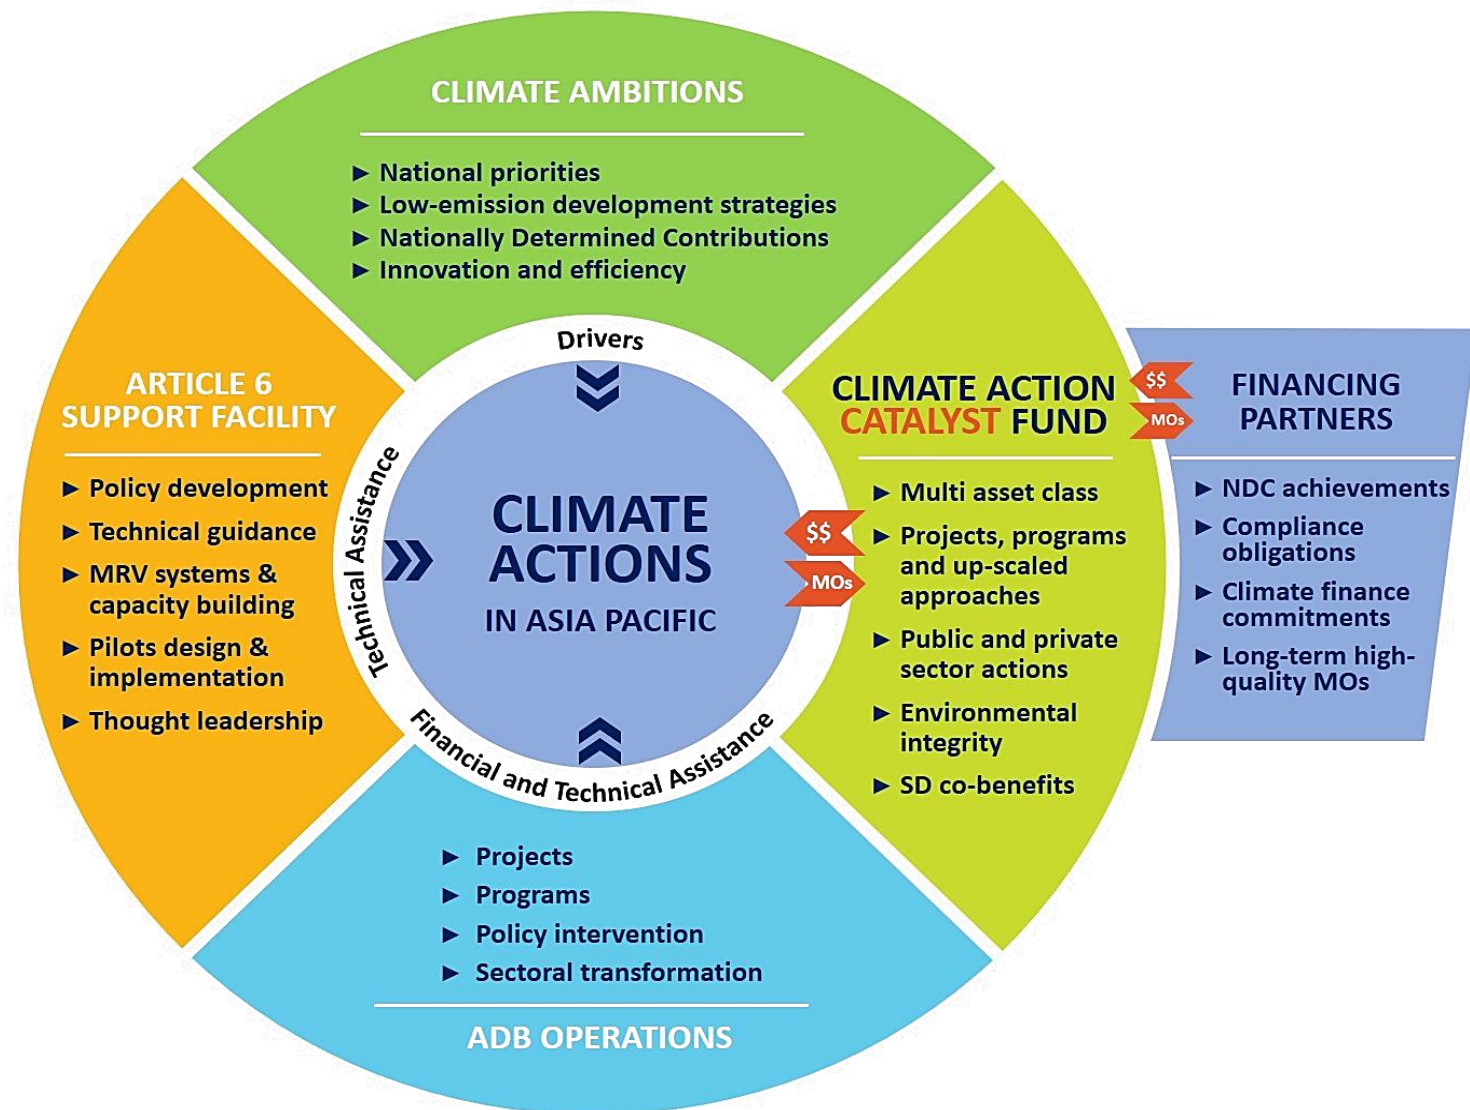 CLIMATE AMBITIONS
► National priorities
► Low-emission development strategies
► Nationally Determined Contributions
► Innovation and efficiency
Drivers
ARTICLE 6
SUPPORT FACILITY
► Policy development
► Technical guidance
► MRV systems &
capacity building
► Pilots design &
implementation
► Thought leadership
Technical Assistance
CLIMATE
ACTIONS
IN ASIA PACIFIC
$$
MOs
CLIMATE ACTION
CATALYST FUND
► Multi asset class
► Projects, programs
and up-scaled
approaches
► Public and private
sector actions
► Environmental
integrity
► SD co-benefits
$$
MOs
FINANCING
PARTNERS
► NDC achievements
► Compliance
obligations
► Climate finance
commitments
► Long-term high-
quality MOs
Financial and Technical Assistance
► Projects
► Programs
► Policy intervention
► Sectoral transformation
ADB OPERATIONS